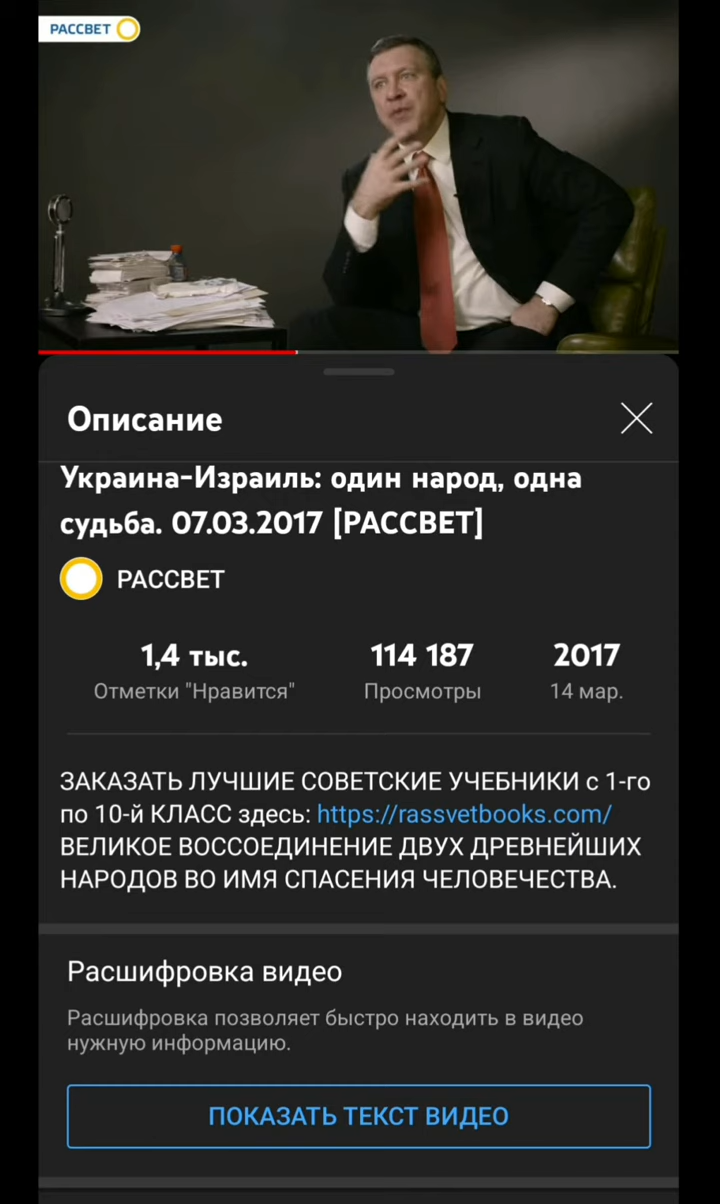 РАССВЕТ
Описание
Украина-Израиль: один народ, одна
судьба. 07.03.2017 [РАССВЕТ]
РАССВЕТ
1,4 тыс. 114 187 2017
Отметки "Нравится" Просмотры 14 мар.
ЗАКАЗАТЬ ЛУЧШИЕ СОВЕТСКИЕ УЧЕБНИКИ с 1-го
по 10-й КЛАСС здесь: https://rassvetbooks.com/
ВЕЛИКОЕ ВОССОЕДИНЕНИЕ ДВУХ ДРЕВНЕЙШИХ
НАРОДОВ ВО ИМЯ СПАСЕНИЯ ЧЕЛОВЕЧЕСТВА.
Расшифровка видео
Расшифровка позволяет быстро находить в видео
нужную информацию.
ПОКАЗАТЬ ТЕКСТ ВИДЕО